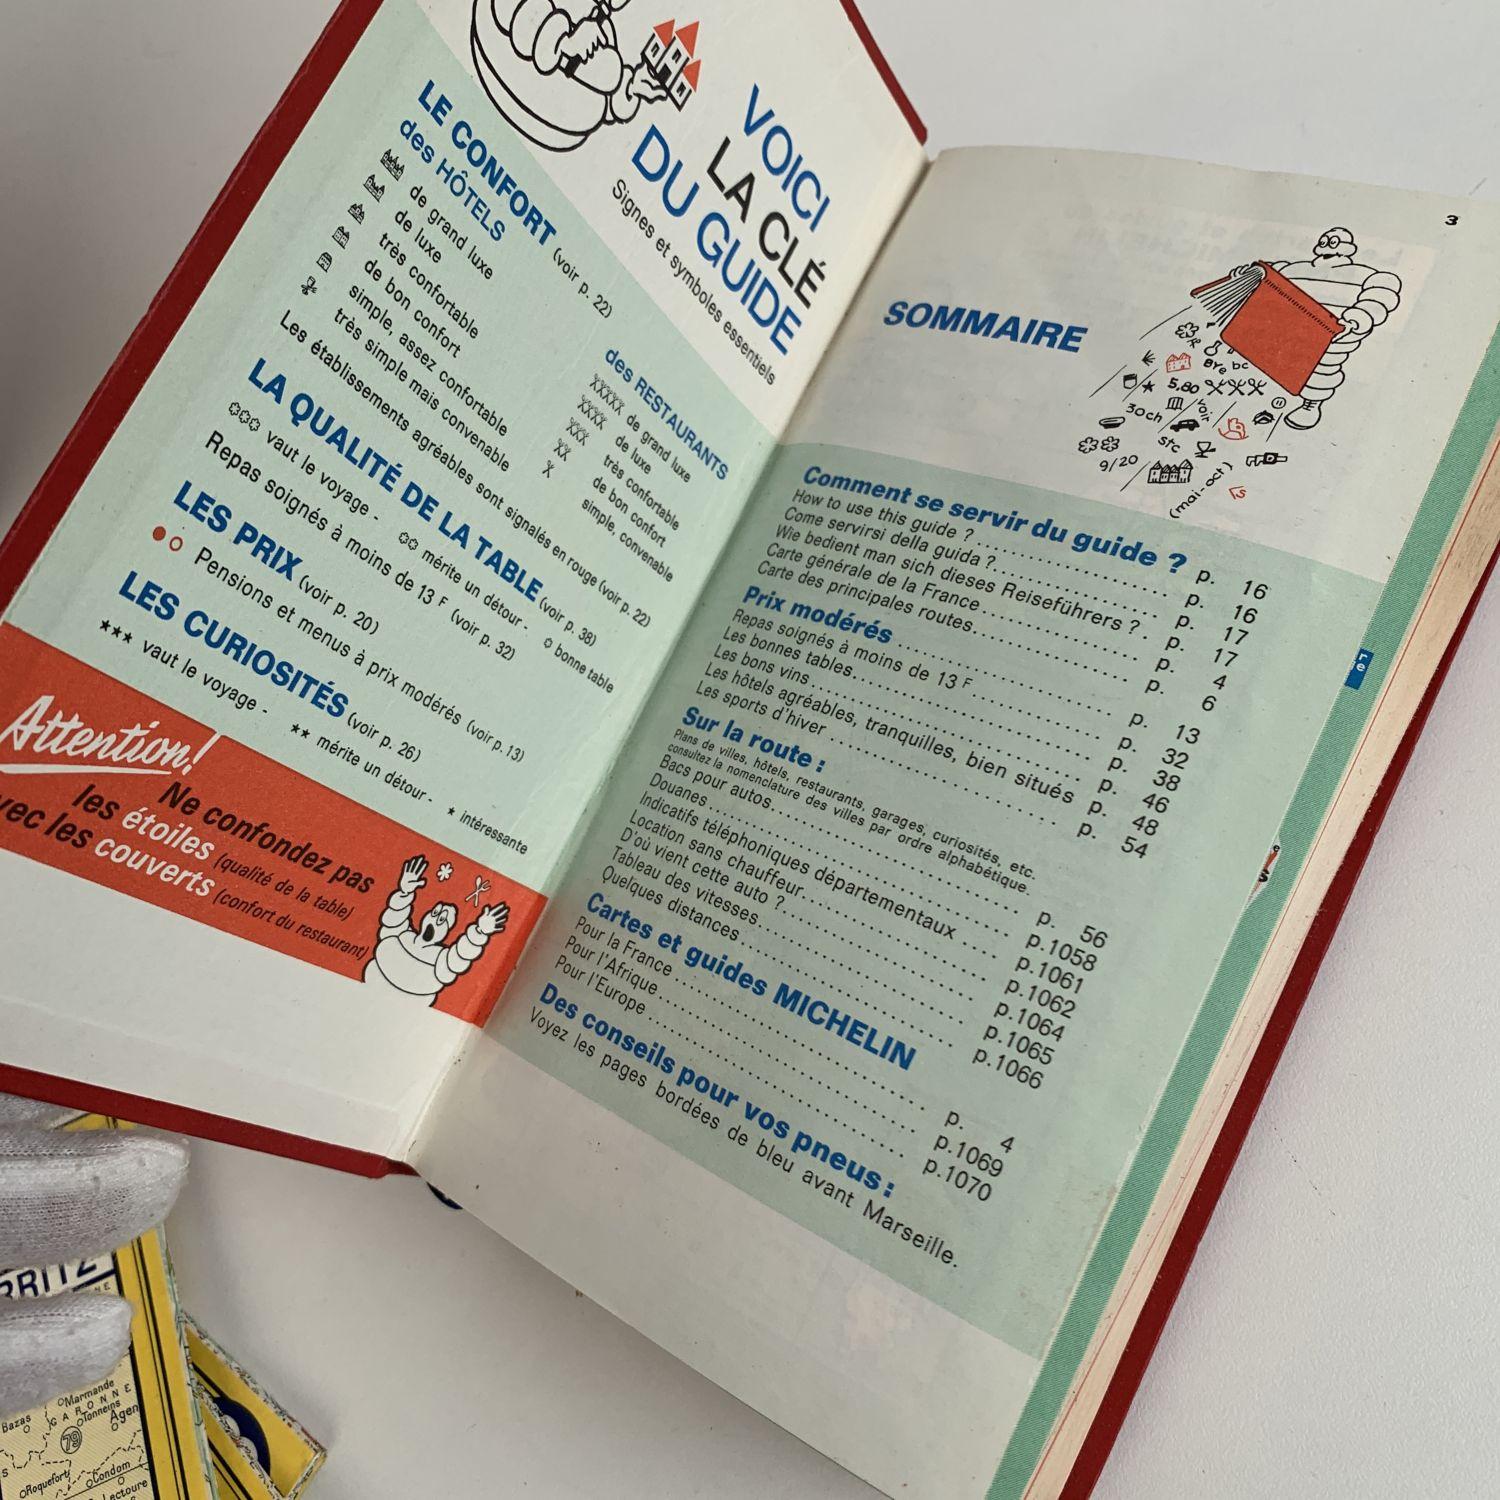 VOICI
LA CLÉ
DU GUIDE
Signes et symboles essentiels
LE CONFORT (voir p. 22)
des HÔTELS
de grand luxe
de luxe
très confortable
de bon confort
simple, assez confortable
très simple mais convenable
des RESTAURANTS
de grand luxe
de luxe
très confortable
de bon confort
simple, convenable
Les établissements agréables sont signalés en rouge (voir p. 22)
LA QUALITÉ DE LA TABLE (voir p. 38)
vaut le voyage - mérite un détour - bonne table
Repas soignés à moins de 13 F (voir p. 32)
LES PRIX (voir p. 20)
Pensions et menus à prix modérés (voir p. 13)
LES CURIOSITÉS (voir p. 26)
*** vaut le voyage - ** mérite un détour - * intéressante
Attention!
Ne confondez pas
les étoiles (qualité de la table)
avec les couverts (confort du restaurant)
3
SOMMAIRE
Bre bc
5,80
30ch
stc
9/20
(mai-oct)
Comment se servir du guide ? p. 16
How to use this guide ? p. 16
Come servirsi della guida ? p. 17
Wie bedient man sich dieses Reiseführers ? p. 17
Carte générale de la France p. 4
Carte des principales routes p. 6
Prix modérés p. 13
Repas soignés à moins de 13 F p. 32
Les bonnes tables p. 38
Les bons vins p. 46
Les hôtels agréables, tranquilles, bien situés p. 48
Les sports d'hiver p. 54
Sur la route :
Plans de villes, hôtels, restaurants, garages, curiosités, etc.
consultez la nomenclature des villes par ordre alphabétique.
Bacs pour autos p. 56
Douanes p.1058
Indicatifs téléphoniques départementaux p.1061
Location sans chauffeur p.1062
D'où vient cette auto ? p.1064
Tableau des vitesses p.1065
Quelques distances p.1066
Cartes et guides MICHELIN
Pour la France p. 4
Pour l'Afrique p.1069
Pour l'Europe p.1070
Des conseils pour vos pneus :
Voyez les pages bordées de bleu avant Marseille.
RRITZ
Marmande
GARONNE
Bazas
Tonneins
Agen
79
Roquefort
Condom
Lectoure